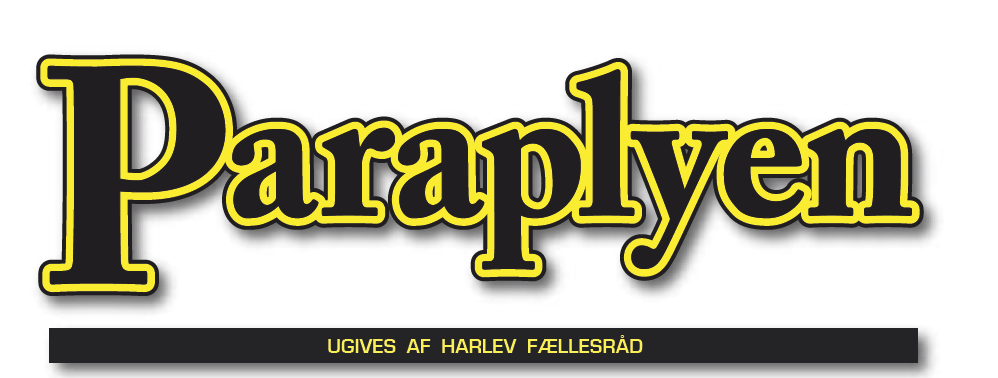 Paraplyen
UGIVES AF HARLEV FÆLLESRÅD